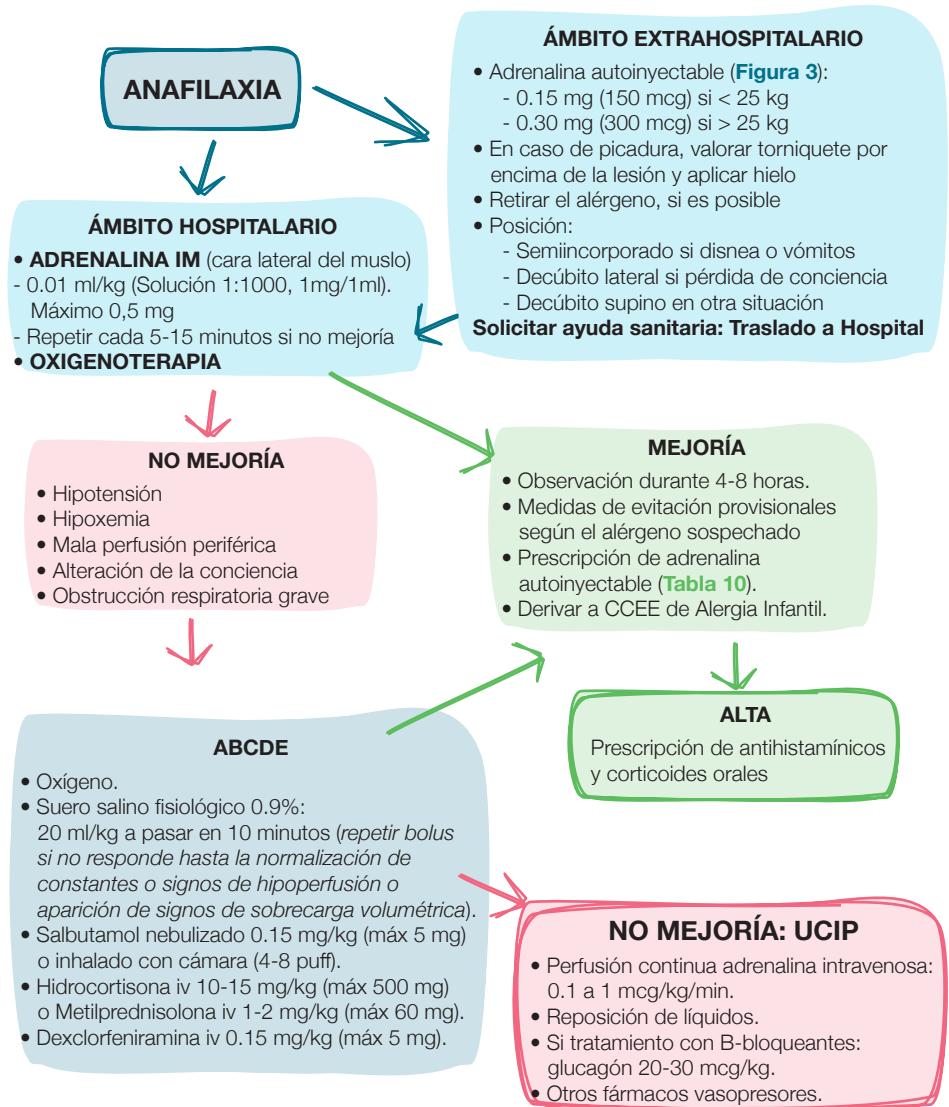 ANAFILAXIA
ÁMBITO EXTRAHOSPITALARIO
• Adrenalina autoinyectable (Figura 3):
- 0.15 mg (150 mcg) si < 25 kg
- 0.30 mg (300 mcg) si > 25 kg
• En caso de picadura, valorar torniquete por
encima de la lesión y aplicar hielo
• Retirar el alérgeno, si es posible
• Posición:
- Semiincorporado si disnea o vómitos
- Decúbito lateral si pérdida de conciencia
- Decúbito supino en otra situación
Solicitar ayuda sanitaria: Traslado a Hospital
ÁMBITO HOSPITALARIO
• ADRENALINA IM (cara lateral del muslo)
- 0.01 ml/kg (Solución 1:1000, 1mg/1ml).
Máximo 0,5 mg
- Repetir cada 5-15 minutos si no mejoría
• OXIGENOTERAPIA
NO MEJORÍA
• Hipotensión
• Hipoxemia
• Mala perfusión periférica
• Alteración de la conciencia
• Obstrucción respiratoria grave
MEJORÍA
• Observación durante 4-8 horas.
• Medidas de evitación provisionales
según el alérgeno sospechado
• Prescripción de adrenalina
autoinyectable (Tabla 10).
• Derivar a CCEE de Alergia Infantil.
ALTA
Prescripción de antihistamínicos
y corticoides orales
ABCDE
• Oxígeno.
• Suero salino fisiológico 0.9%:
20 ml/kg a pasar en 10 minutos (repetir bolus
si no responde hasta la normalización de
constantes o signos de hipoperfusión o
aparición de signos de sobrecarga volumétrica).
• Salbutamol nebulizado 0.15 mg/kg (máx 5 mg)
o inhalado con cámara (4-8 puff).
• Hidrocortisona iv 10-15 mg/kg (máx 500 mg)
o Metilprednisolona iv 1-2 mg/kg (máx 60 mg).
• Dexclorfeniramina iv 0.15 mg/kg (máx 5 mg).
NO MEJORÍA: UCIP
• Perfusión continua adrenalina intravenosa:
0.1 a 1 mcg/kg/min.
• Reposición de líquidos.
• Si tratamiento con B-bloqueantes:
glucagón 20-30 mcg/kg.
• Otros fármacos vasopresores.